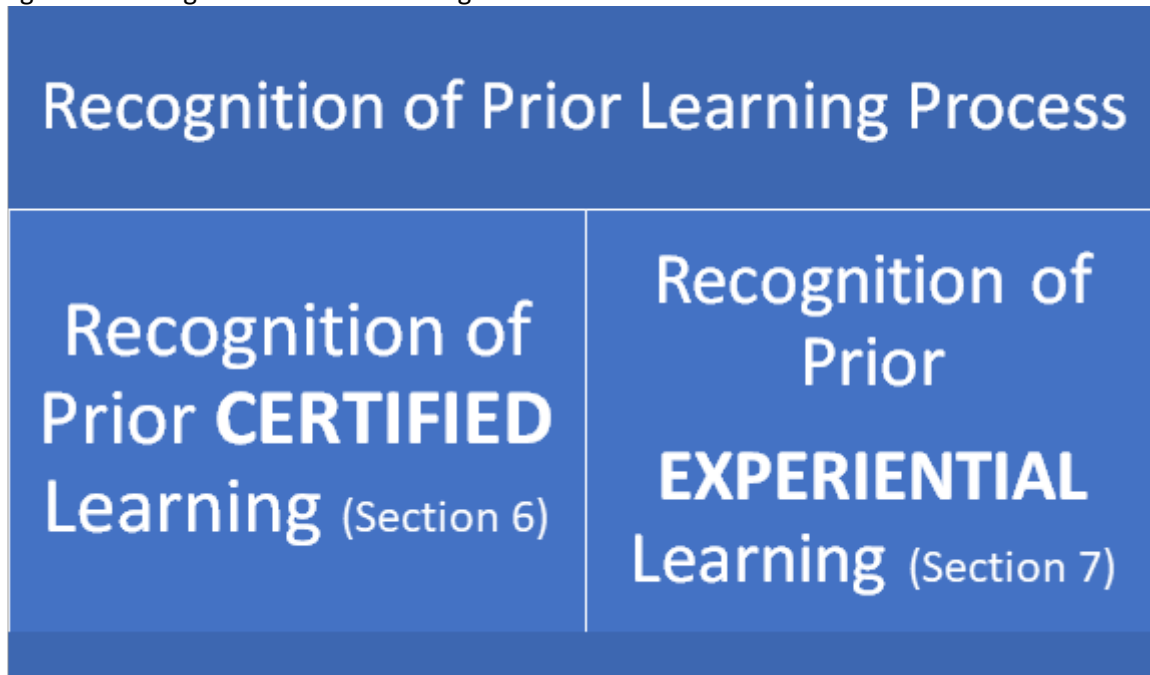 Recognition of Prior Learning Process
Recognition of
Prior CERTIFIED
Learning (Section 6)
Recognition of
Prior
EXPERIENTIAL
Learning (Section 7)